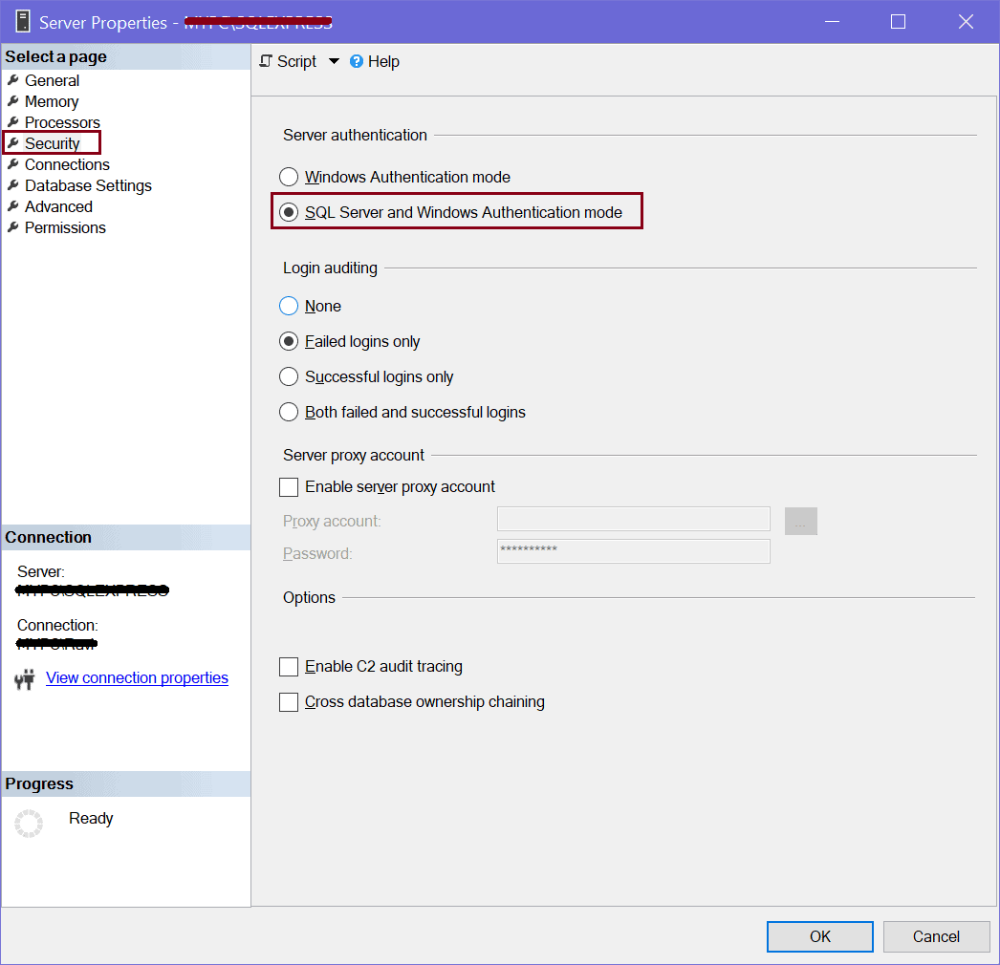 Server Properties -
Select a page
General
Memory
Processors
Security
Connections
Database Settings
Advanced
Permissions
Connection
Server:
Connection:
View connection properties
Progress
Ready
Script
Help
Server authentication
Windows Authentication mode
SQL Server and Windows Authentication mode
Login auditing
None
Failed logins only
Successful logins only
Both failed and successful logins
Server proxy account
Enable server proxy account
Proxy account:
...
Password:
**********
Options
Enable C2 audit tracing
Cross database ownership chaining
OK
Cancel